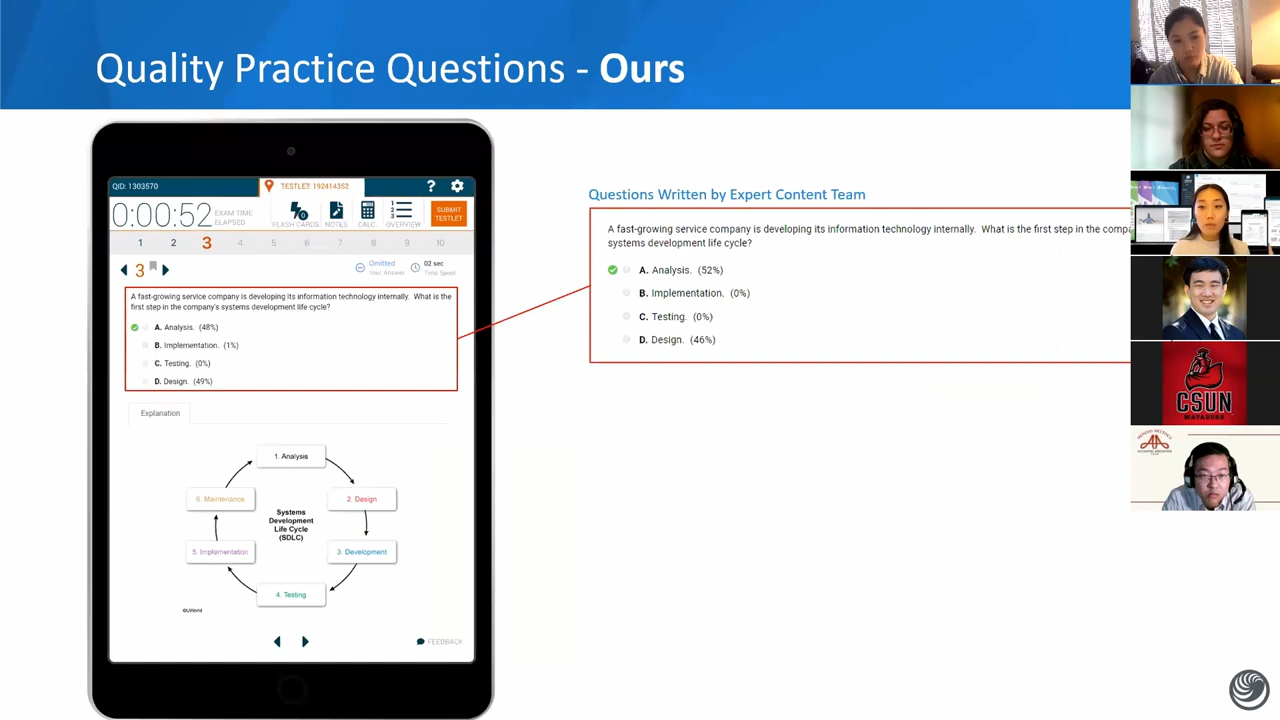 Quality Practice Questions - Ours
QID: 1303570
TESTLET: 192414352
?
0:00:52
EXAM TIME
ELAPSED
FLASH CARDS
NOTES
CALC.
OVERVIEW
SUBMIT
TESTLET
1 2 3 4 5 6 7 8 9 10
3
Omitted
Your Answer
02 sec
Time Spent
A fast-growing service company is developing its information technology internally. What is the
first step in the company's systems development life cycle?
A. Analysis. (48%)
B. Implementation. (1%)
C. Testing. (0%)
D. Design. (49%)
Explanation
1. Analysis
6. Maintenance
2. Design
Systems
Development
Life Cycle
(SDLC)
5. Implementation
3. Development
4. Testing
©UWorld
FEEDBACK
Questions Written by Expert Content Team
A fast-growing service company is developing its information technology internally. What is the first step in the compa
systems development life cycle?
A. Analysis. (52%)
B. Implementation. (0%)
C. Testing. (0%)
D. Design. (46%)
CSUN
MATADORS